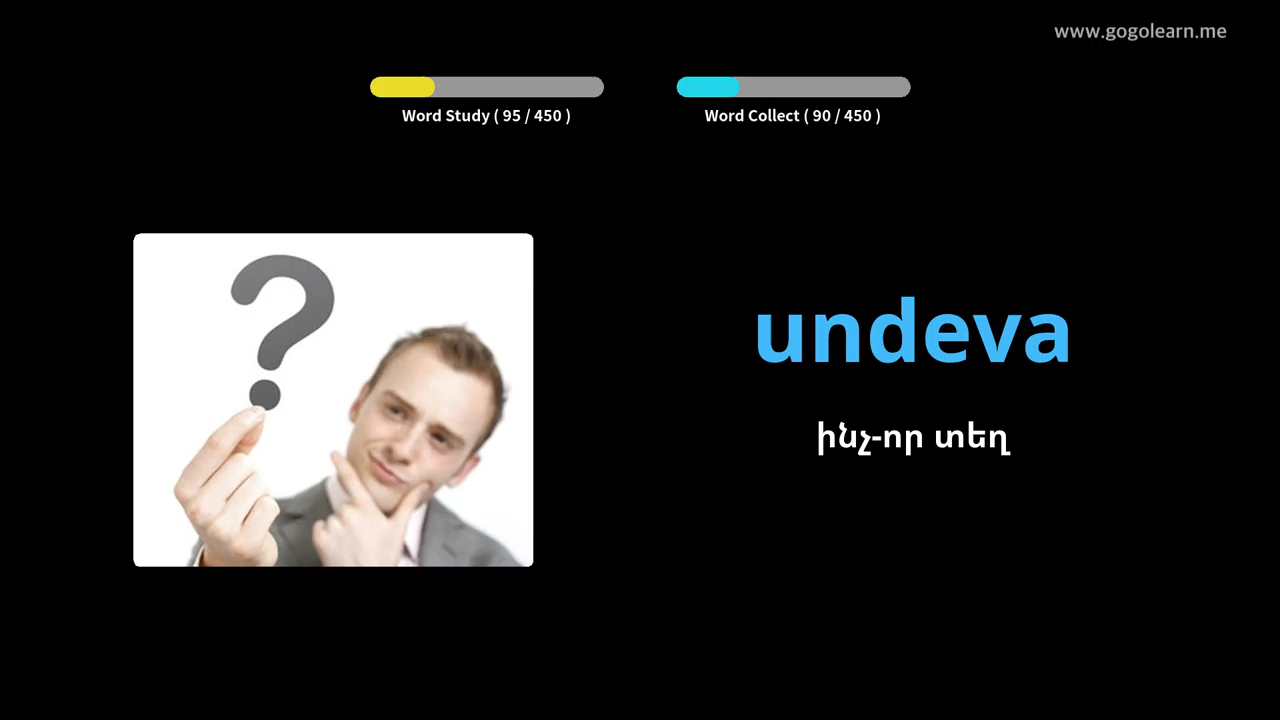 www.gogolearn.me
Word Study ( 95 / 450 )
Word Collect ( 90 / 450 )
undeva
ինչ-որ տեղ